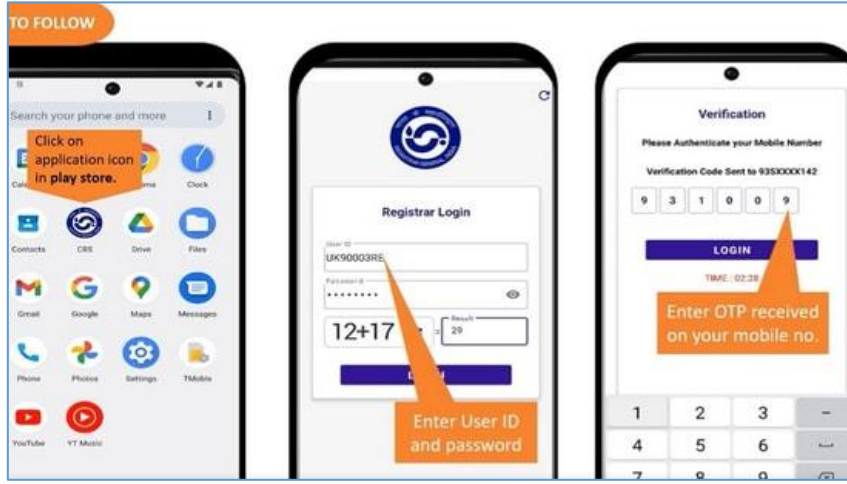 TO FOLLOW
Search your phone and more
Click on
application icon
in play store.
Clock
Contacts
CRS
Drive
Files
Gmail
Google
Maps
Messages
Phone
Photos
Settings
TMobile
YouTube
YT Music
Registrar Login
User ID
UK90003RE
Password
12+17
=
Result
29
Enter User ID
and password
Verification
Please Authenticate your Mobile Number
Verification Code Sent to 935XXXX142
9 3 1 0 0 9
LOGIN
TIME: 02:28
Enter OTP received
on your mobile no.
1 2 3 -
4 5 6
7